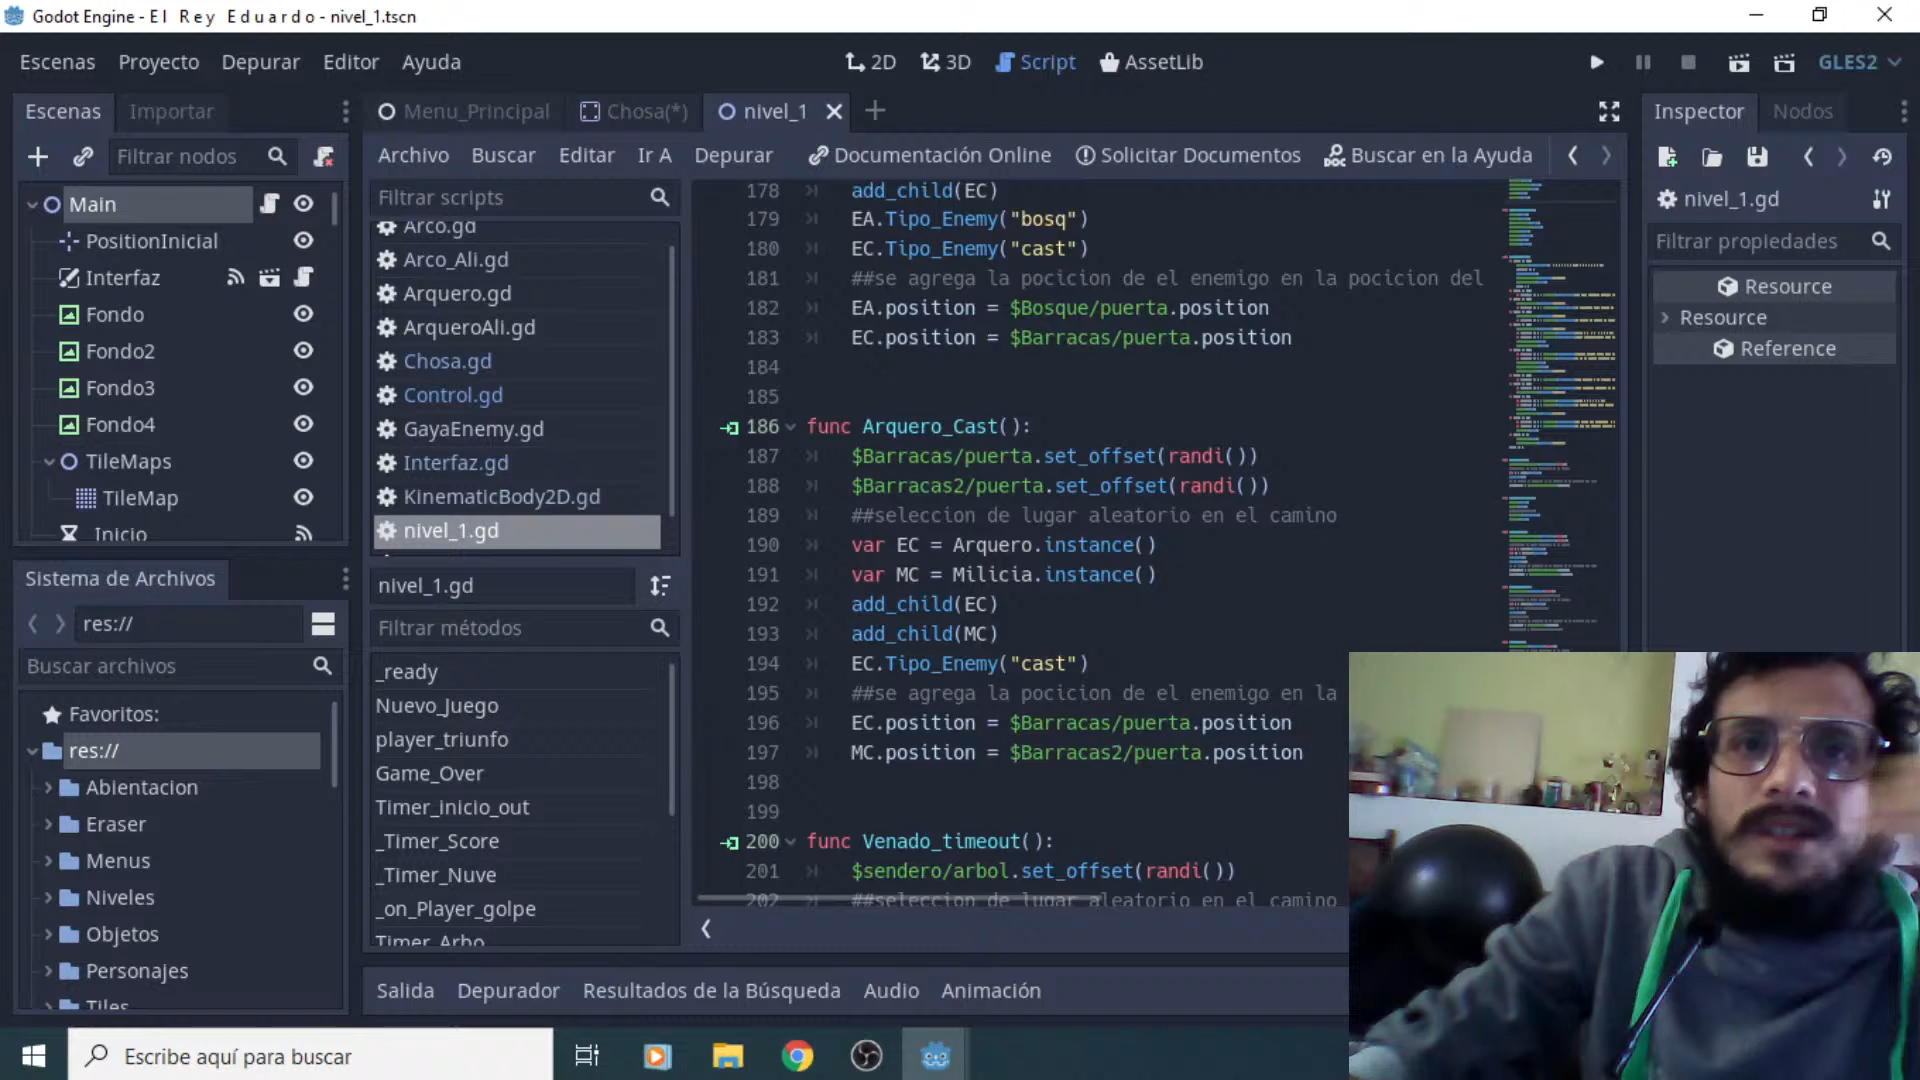 Godot Engine - El Rey Eduardo - nivel_1.tscn
Escenas Proyecto Depurar Editor Ayuda
2D 3D Script AssetLib
GLES2
Escenas Importar
Menu_Principal Chosa(*) nivel_1
Inspector Nodos
Filtrar nodos
Archivo Buscar Editar Ir A Depurar Documentación Online Solicitar Documentos Buscar en la Ayuda
Main
PositionInicial
Interfaz
Fondo
Fondo2
Fondo3
Fondo4
TileMaps
TileMap
Inicio
Filtrar scripts
Arco.gd
Arco_Ali.gd
Arquero.gd
ArqueroAli.gd
Chosa.gd
Control.gd
GayaEnemy.gd
Interfaz.gd
KinematicBody2D.gd
nivel_1.gd
nivel_1.gd
Filtrar métodos
_ready
Nuevo_Juego
player_triunfo
Game_Over
Timer_inicio_out
_Timer_Score
_Timer_Nuve
_on_Player_golpe
Timer_Arbo
178 add_child(EC)
179 EA.Tipo_Enemy("bosq")
180 EC.Tipo_Enemy("cast")
181 ##se agrega la pocicion de el enemigo en la pocicion del
182 EA.position = $Bosque/puerta.position
183 EC.position = $Barracas/puerta.position
184
185
186 func Arquero_Cast():
187 $Barracas/puerta.set_offset(randi())
188 $Barracas2/puerta.set_offset(randi())
189 ##seleccion de lugar aleatorio en el camino
190 var EC = Arquero.instance()
191 var MC = Milicia.instance()
192 add_child(EC)
193 add_child(MC)
194 EC.Tipo_Enemy("cast")
195 ##se agrega la pocicion de el enemigo en la
196 EC.position = $Barracas/puerta.position
197 MC.position = $Barracas2/puerta.position
198
199
200 func Venado_timeout():
201 $sendero/arbol.set_offset(randi())
202 ##seleccion de lugar aleatorio en el camino
nivel_1.gd
Filtrar propiedades
Resource
Resource
Reference
Sistema de Archivos
res://
Buscar archivos
Favoritos:
res://
Abientacion
Eraser
Menus
Niveles
Objetos
Personajes
Tiles
Salida Depurador Resultados de la Búsqueda Audio Animación
Escribe aquí para buscar